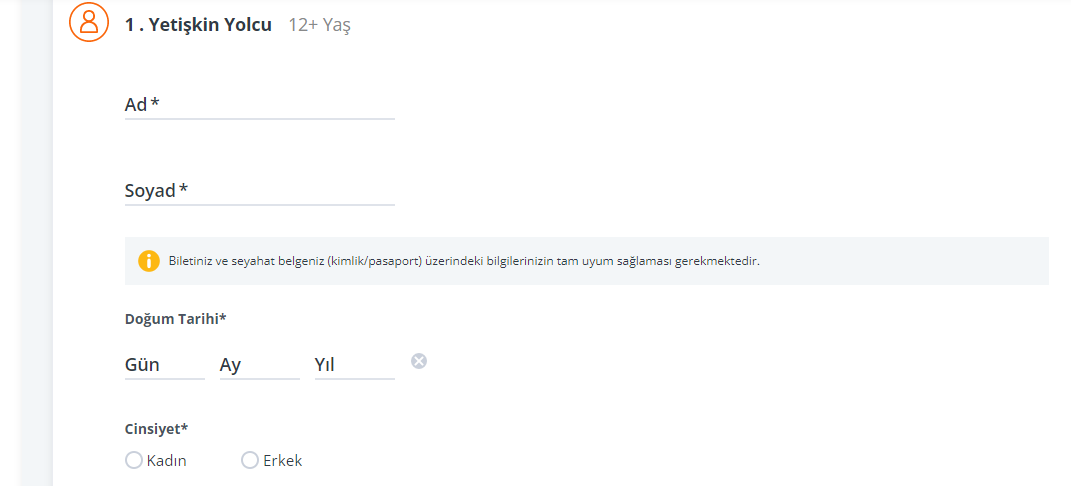 1 . Yetişkin Yolcu 12+ Yaş
Ad *
Soyad *
Biletiniz ve seyahat belgeniz (kimlik/pasaport) üzerindeki bilgilerinizin tam uyum sağlaması gerekmektedir.
Doğum Tarihi*
Gün Ay Yıl
Cinsiyet*
Kadın Erkek